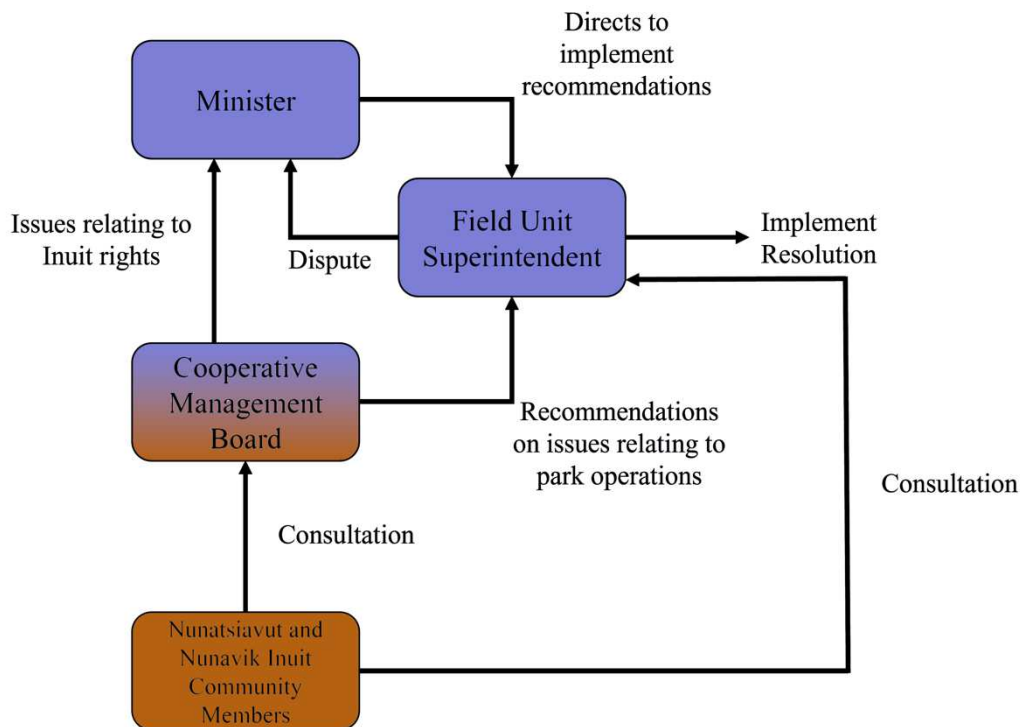 Directs to
implement
recommendations
Minister
Issues relating to
Inuit rights
Dispute
Field Unit
Superintendent
Implement
Resolution
Cooperative
Management
Board
Recommendations
on issues relating to
park operations
Consultation
Consultation
Nunatsiavut and
Nunavik Inuit
Community
Members